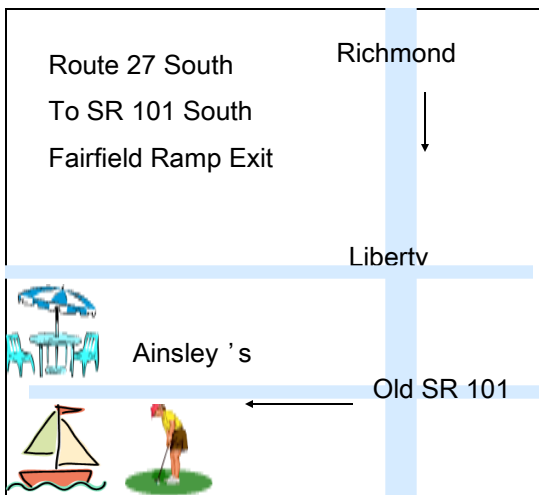 Route 27 South
To SR 101 South
Fairfield Ramp Exit
Richmond
Liberty
Ainsley ’ s
Old SR 101